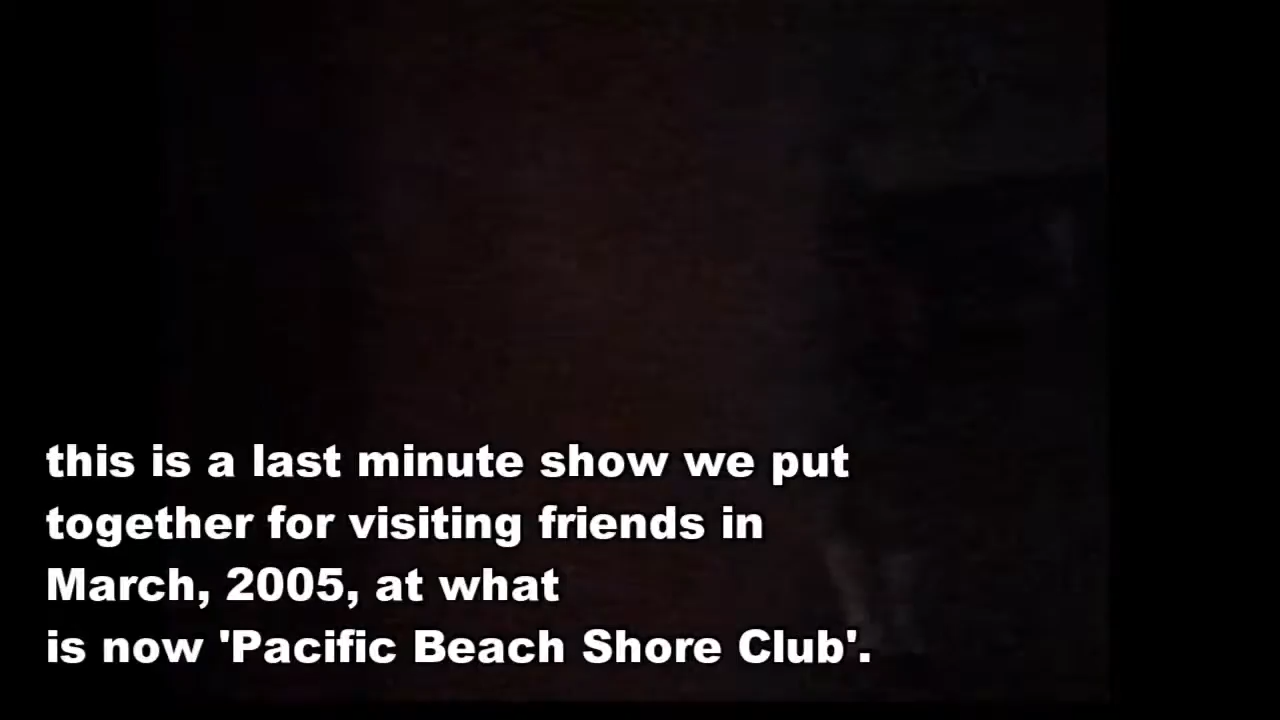 this is a last minute show we put
together for visiting friends in
March, 2005, at what
is now 'Pacific Beach Shore Club'.